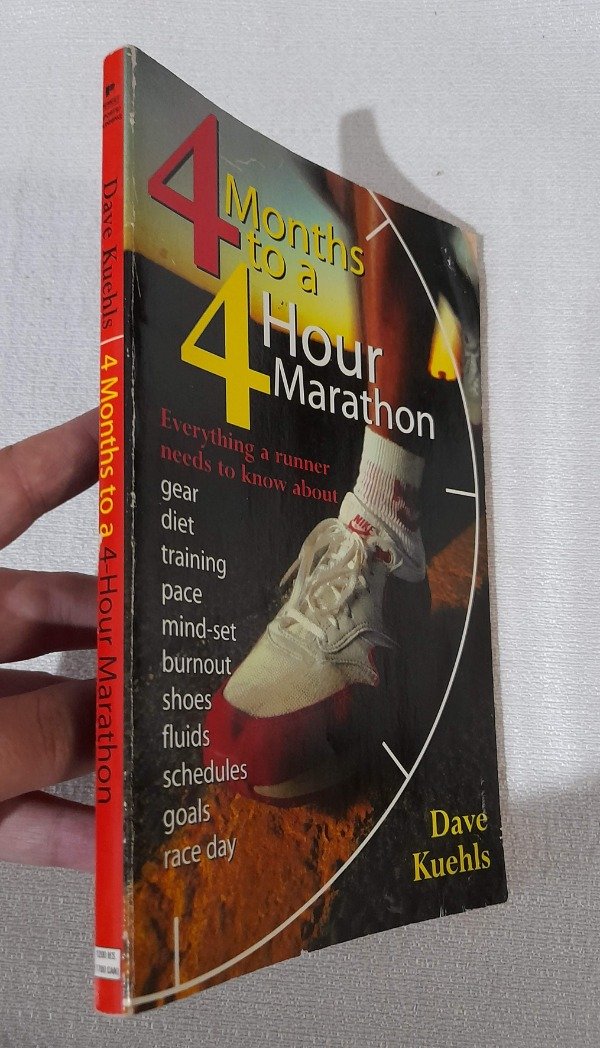 4 Months
to a
4 Hour
Marathon
Everything a runner
needs to know about
gear
diet
training
pace
mind-set
burnout
shoes
fluids
schedules
goals
race day
Dave
Kuehls
NIKE
Dave Kuehls | 4 Months to a 4-Hour Marathon